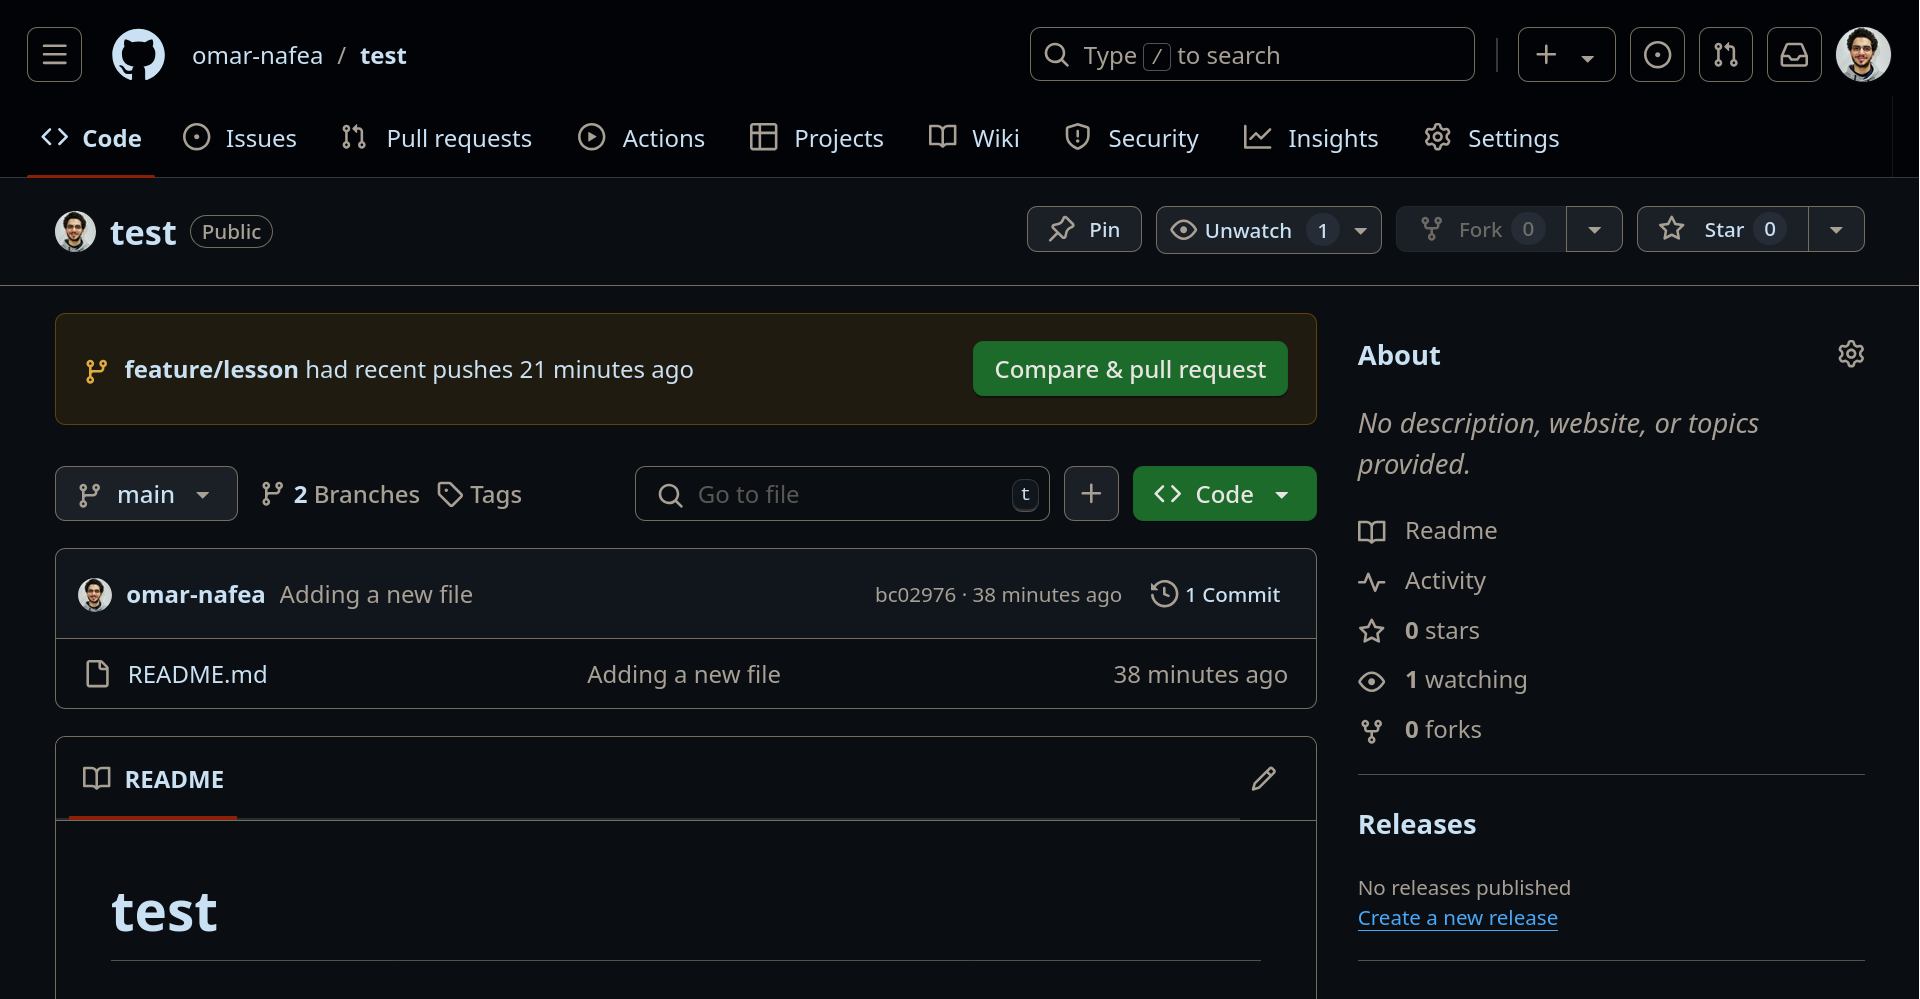 omar-nafea / test
Type / to search
Code Issues Pull requests Actions Projects Wiki Security Insights Settings
test Public
Pin Unwatch 1 Fork 0 Star 0
feature/lesson had recent pushes 21 minutes ago Compare & pull request
main 2 Branches Tags Go to file t Code
omar-nafea Adding a new file bc02976 · 38 minutes ago 1 Commit
README.md Adding a new file 38 minutes ago
README
test
About
No description, website, or topics
provided.
Readme
Activity
0 stars
1 watching
0 forks
Releases
No releases published
Create a new release